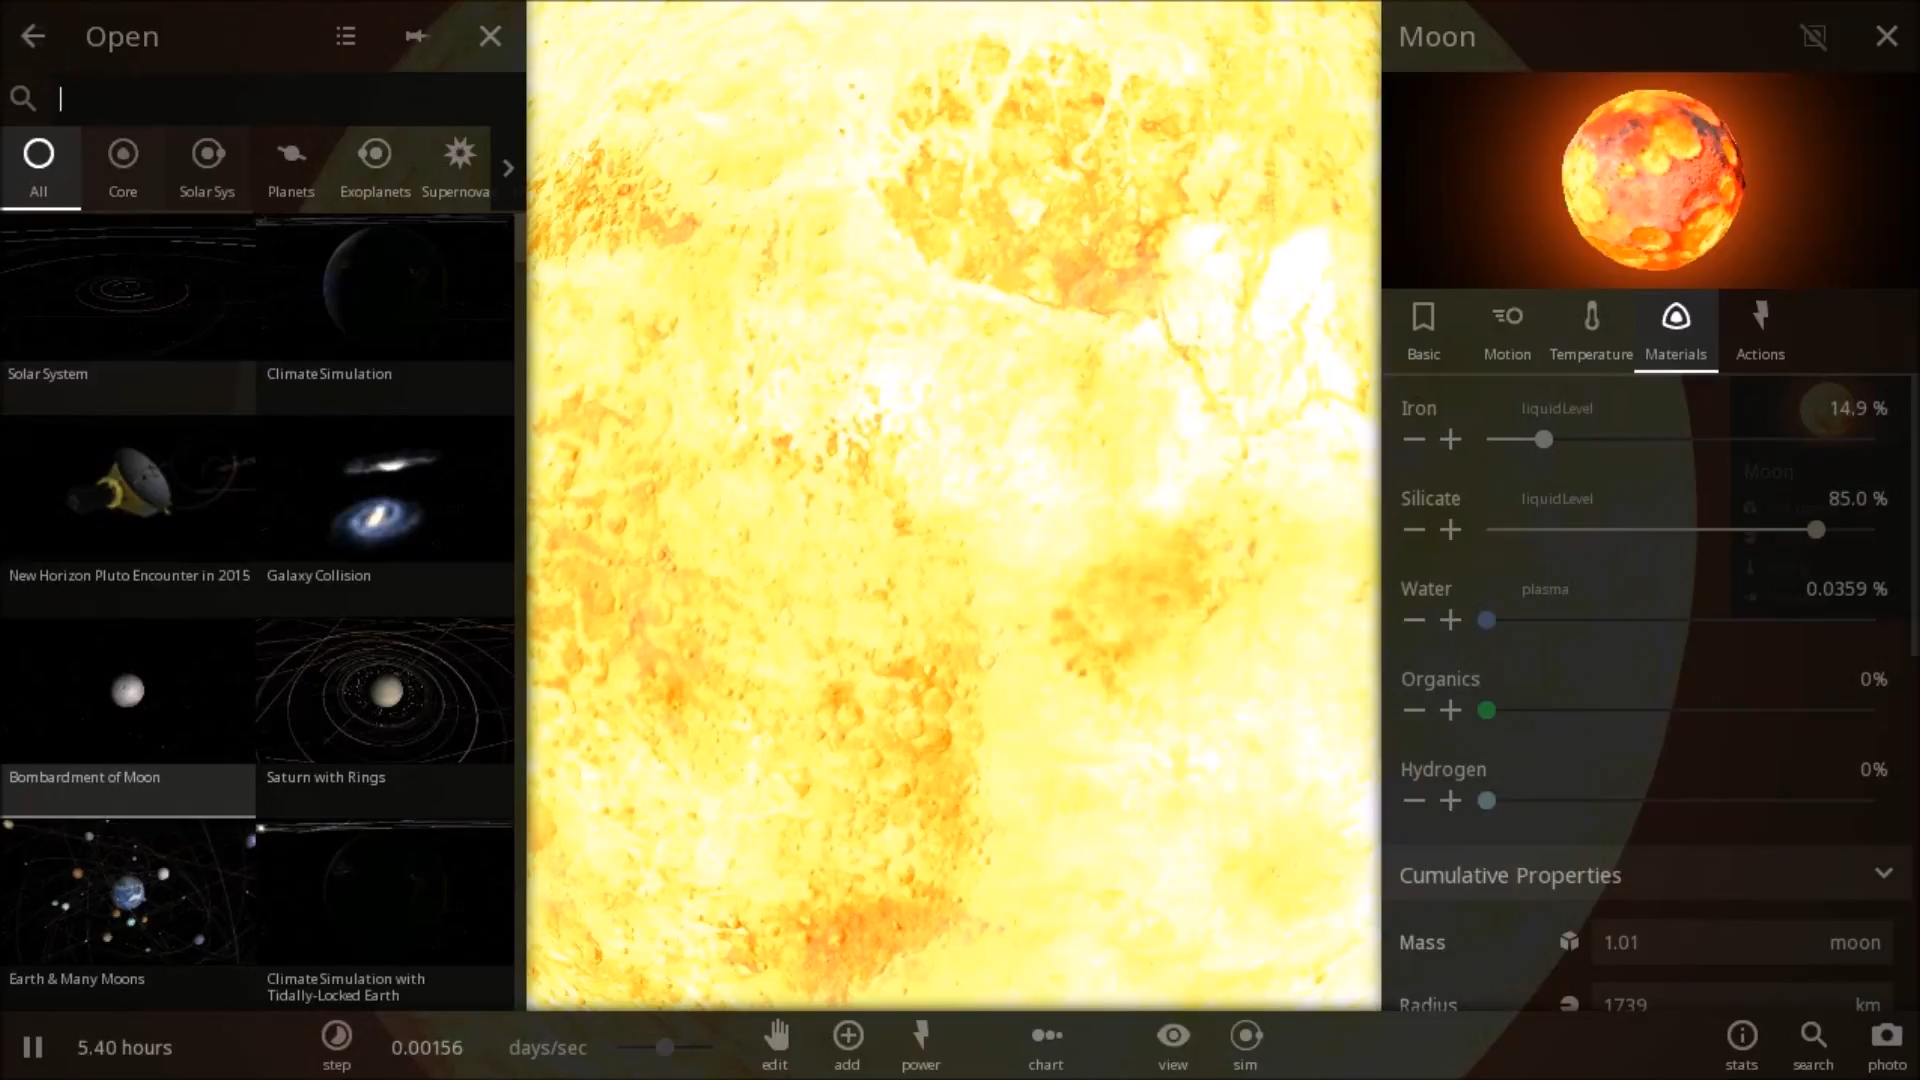 Open
All
Core
Solar Sys
Planets
Exoplanets
Supernova
Solar System
Climate Simulation
New Horizon Pluto Encounter in 2015
Galaxy Collision
Bombardment of Moon
Saturn with Rings
Earth & Many Moons
Climate Simulation with
Tidally-Locked Earth
Moon
Basic
Motion
Temperature
Materials
Actions
Iron liquidLevel 14.9 %
Moon
Silicate liquidLevel 85.0 %
Water plasma 0.0359 %
Organics 0%
Hydrogen 0%
Cumulative Properties
Mass 1.01 moon
Radius 1739 km
5.40 hours
step
0.00156 days/sec
edit
add
power
chart
view
sim
stats
search
photo